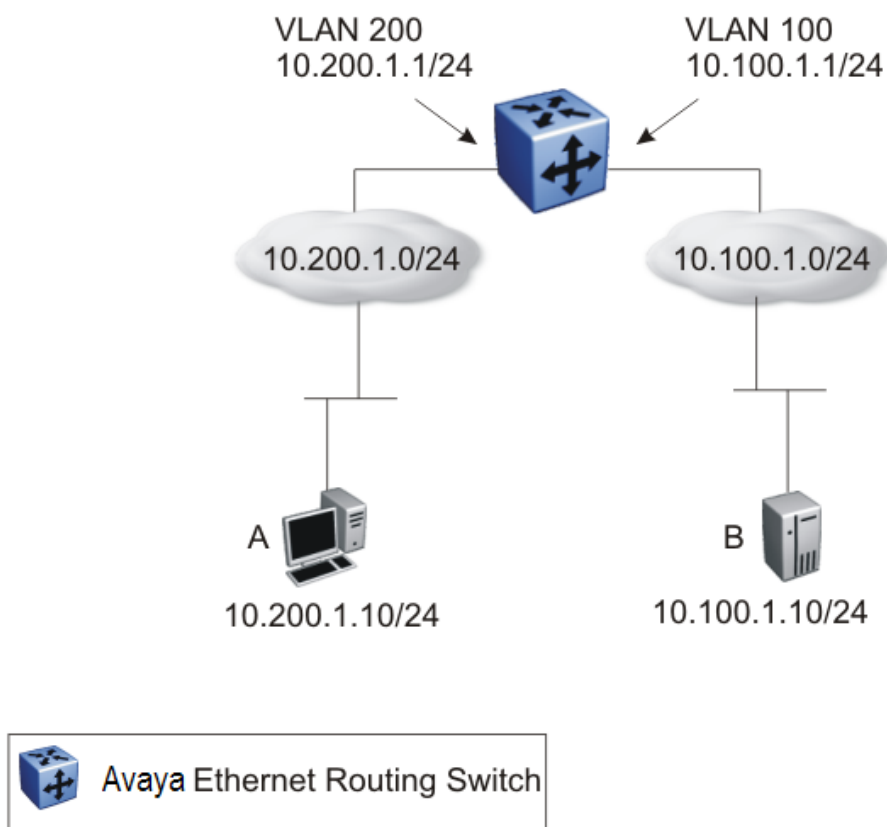 VLAN 200
10.200.1.1/24
VLAN 100
10.100.1.1/24
10.200.1.0/24
10.100.1.0/24
A
10.200.1.10/24
B
10.100.1.10/24
Avaya Ethernet Routing Switch